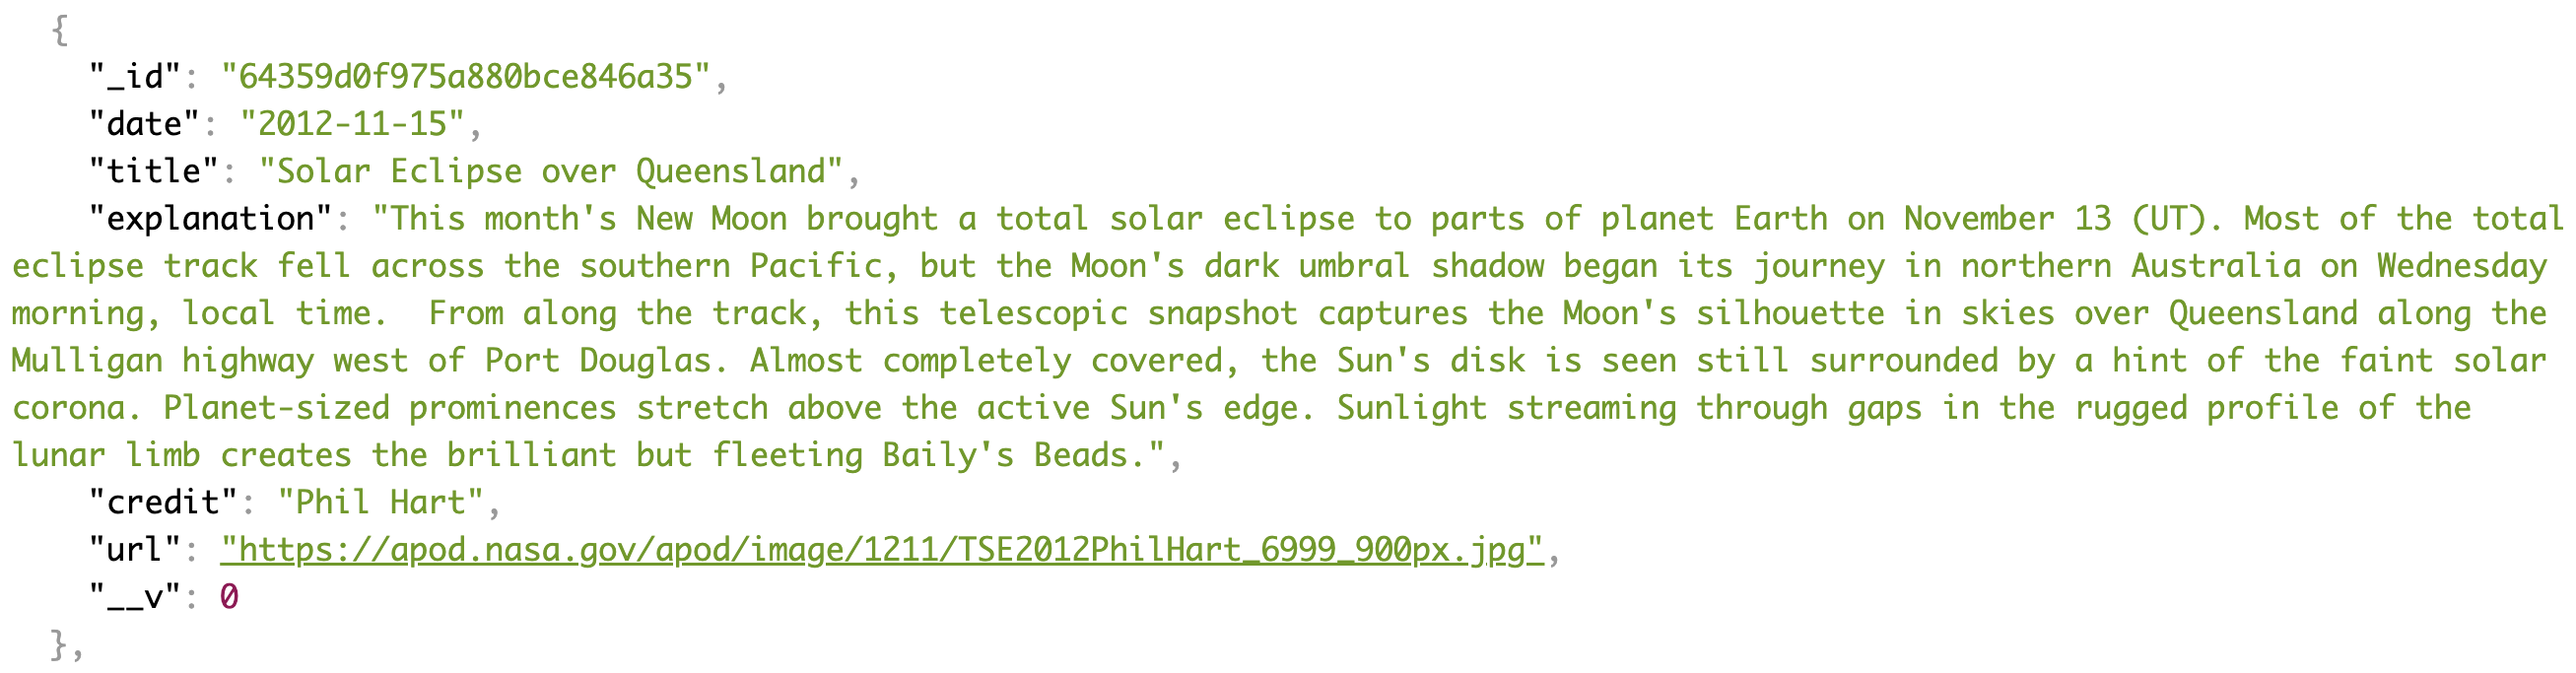 {
"_id": "64359d0f975a880bce846a35",
"date": "2012-11-15",
"title": "Solar Eclipse over Queensland",
"explanation": "This month's New Moon brought a total solar eclipse to parts of planet Earth on November 13 (UT). Most of the total
eclipse track fell across the southern Pacific, but the Moon's dark umbral shadow began its journey in northern Australia on Wednesday
morning, local time.  From along the track, this telescopic snapshot captures the Moon's silhouette in skies over Queensland along the
Mulligan highway west of Port Douglas. Almost completely covered, the Sun's disk is seen still surrounded by a hint of the faint solar
corona. Planet-sized prominences stretch above the active Sun's edge. Sunlight streaming through gaps in the rugged profile of the
lunar limb creates the brilliant but fleeting Baily's Beads.",
"credit": "Phil Hart",
"url": "https://apod.nasa.gov/apod/image/1211/TSE2012PhilHart_6999_900px.jpg",
"__v": 0
},